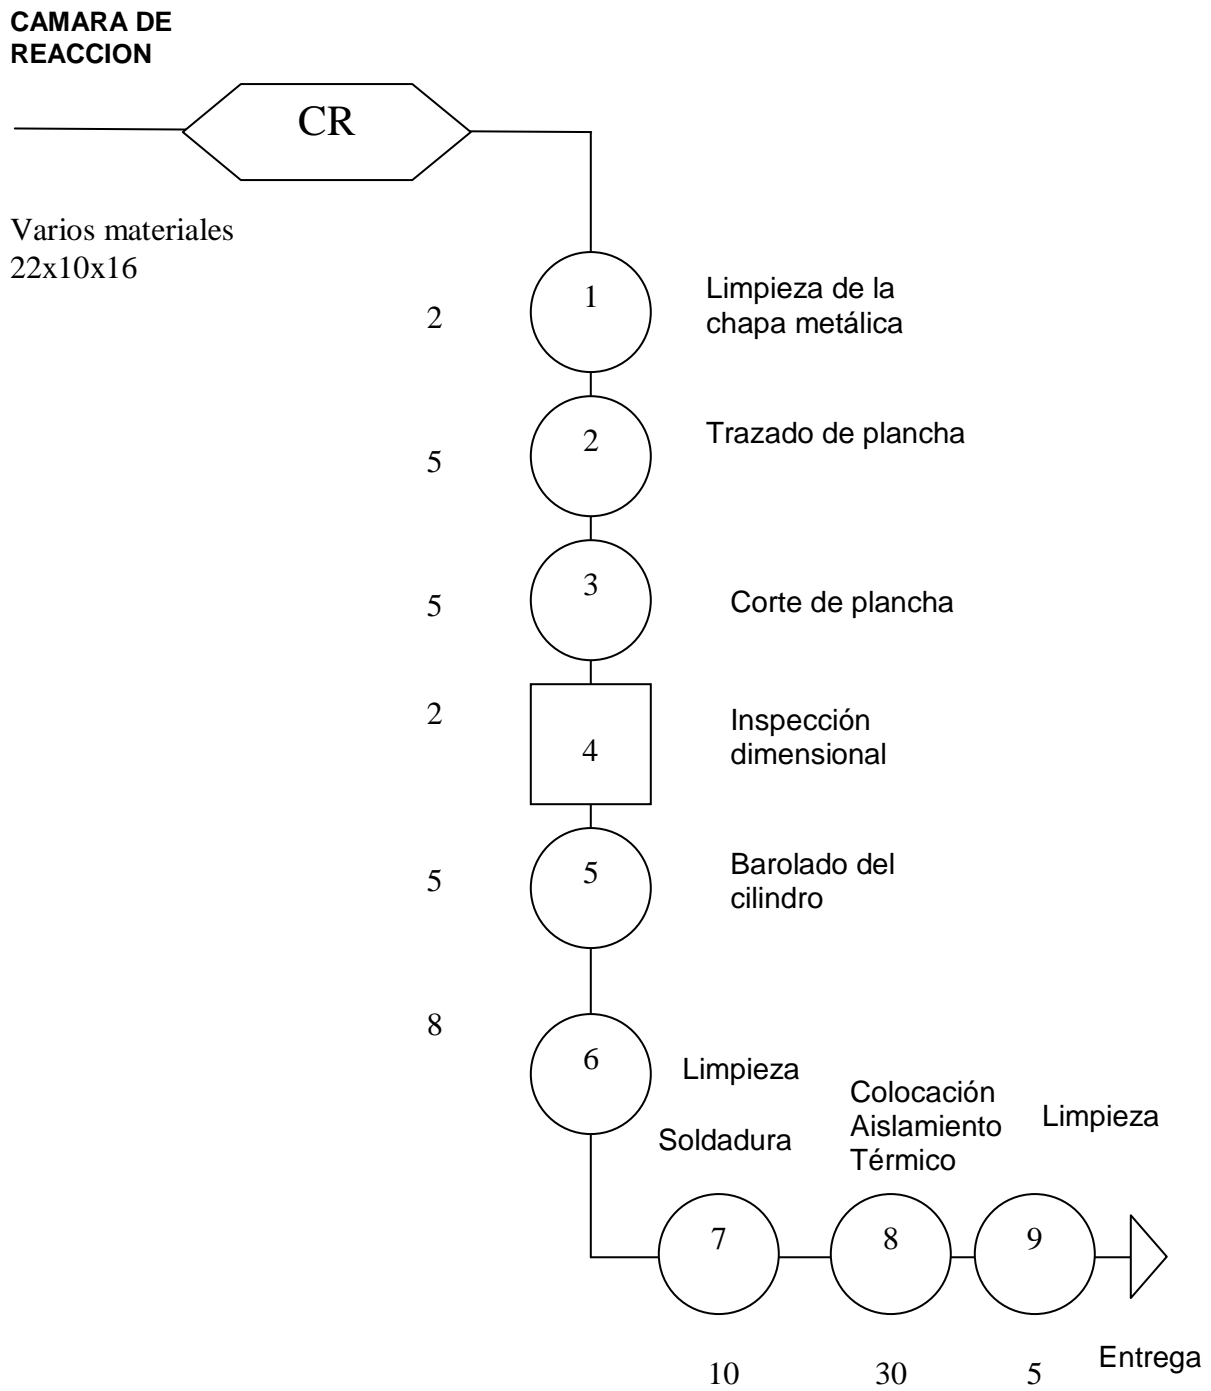 CAMARA DE
REACCION
CR
Varios materiales
22x10x16
2
1
Limpieza de la
chapa metálica
5
2
Trazado de plancha
5
3
Corte de plancha
2
4
Inspección
dimensional
5
5
Barolado del
cilindro
8
6
Limpieza
Soldadura
Colocación
Aislamiento
Térmico
Limpieza
7
8
9
10
30
5
Entrega